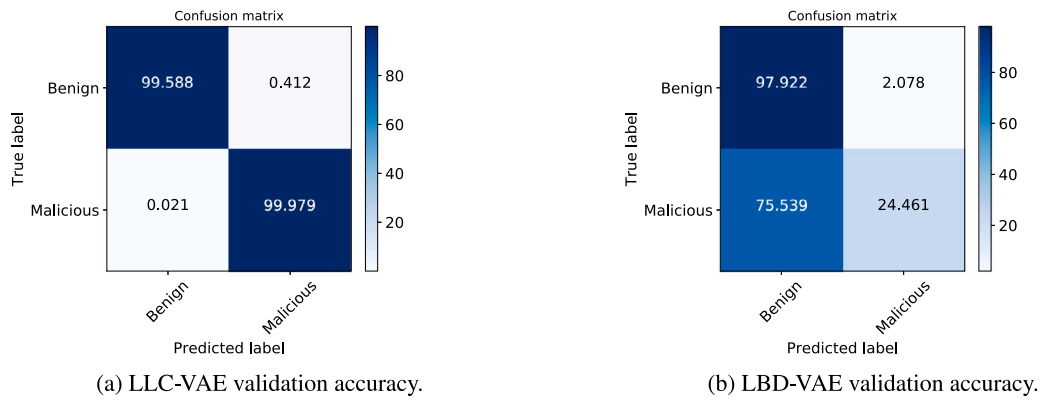 Confusion matrix
Benign
99.588
0.412
80
60
True label
Malicious
0.021
99.979
40
20
Benign
Malicious
Predicted label
(a) LLC-VAE validation accuracy.
Confusion matrix
Benign
97.922
2.078
80
60
True label
Malicious
75.539
24.461
40
20
Benign
Malicious
Predicted label
(b) LBD-VAE validation accuracy.